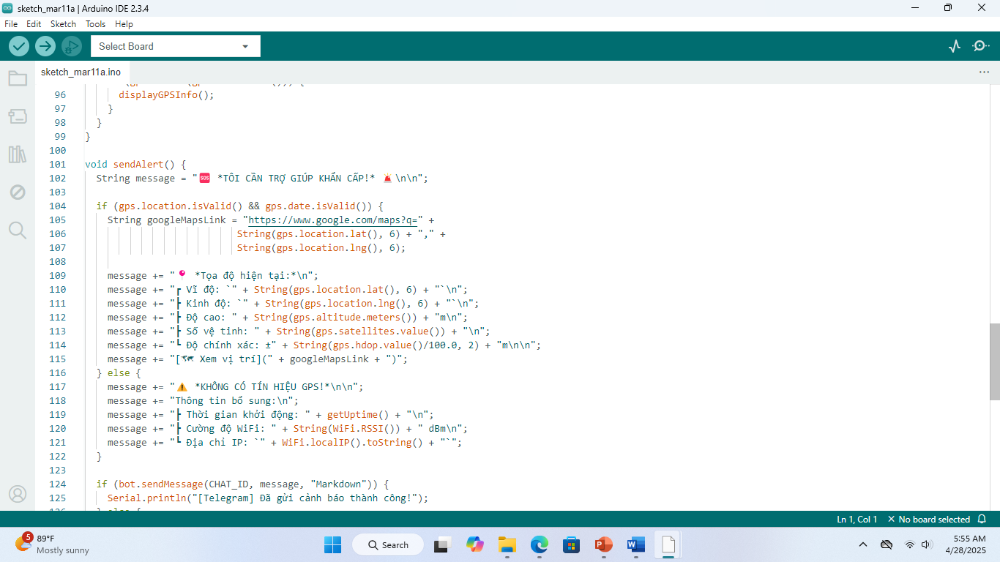 sketch_mar11a | Arduino IDE 2.3.4
File Edit Sketch Tools Help
Select Board
sketch_mar11a.ino
96 displayGPSInfo();
97 }
98 }
99 }
100
101 void sendAlert() {
102 String message = "🆘 *TÔI CẦN TRỢ GIÚP KHẨN CẤP!* 🚨\n\n";
103
104 if (gps.location.isValid() && gps.date.isValid()) {
105 String googleMapsLink = "https://www.google.com/maps?q=" +
106 String(gps.location.lat(), 6) + "," +
107 String(gps.location.lng(), 6);
108
109 message += "📍 *Tọa độ hiện tại:*\n";
110 message += "┏ Vĩ độ: `" + String(gps.location.lat(), 6) + "`\n";
111 message += "┣ Kinh độ: `" + String(gps.location.lng(), 6) + "`\n";
112 message += "┣ Độ cao: " + String(gps.altitude.meters()) + "m\n";
113 message += "┣ Số vệ tinh: " + String(gps.satellites.value()) + "\n";
114 message += "┗ Độ chính xác: ±" + String(gps.hdop.value()/100.0, 2) + "m\n\n";
115 message += "[🗺 Xem vị trí](" + googleMapsLink + ")";
116 } else {
117 message += "⚠️ *KHÔNG CÓ TÍN HIỆU GPS!*\n\n";
118 message += "Thông tin bổ sung:\n";
119 message += "┣ Thời gian khởi động: " + getUptime() + "\n";
120 message += "┣ Cường độ WiFi: " + String(WiFi.RSSI()) + " dBm\n";
121 message += "┗ Địa chỉ IP: `" + WiFi.localIP().toString() + "`";
122 }
123
124 if (bot.sendMessage(CHAT_ID, message, "Markdown")) {
125 Serial.println("[Telegram] Đã gửi cảnh báo thành công!");
126 } else {
Ln 1, Col 1 × No board selected
5
89°F
Mostly sunny
Search
5:55 AM
4/28/2025